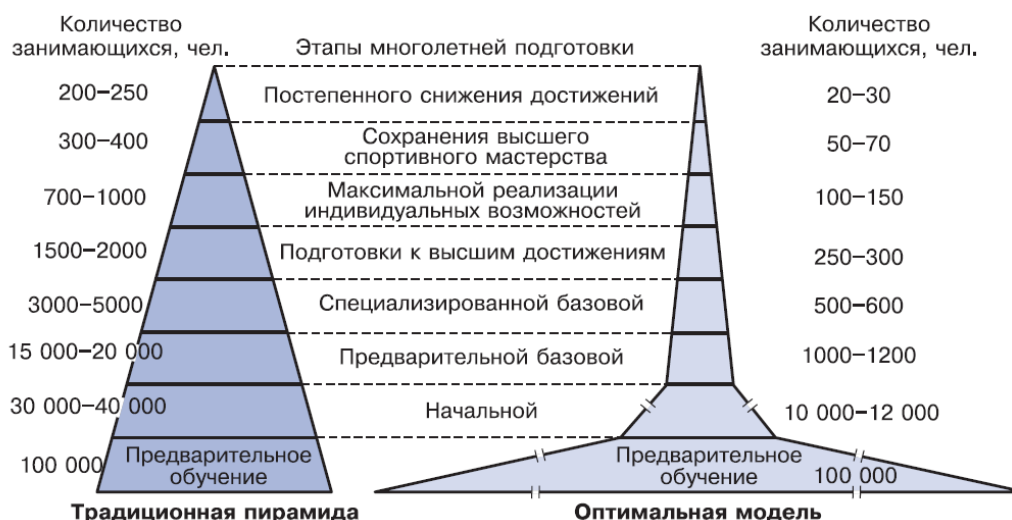 Количество
занимающихся, чел.
Этапы многолетней подготовки
Количество
занимающихся, чел.
200–250
Постепенного снижения достижений
20–30
300–400
Сохранения высшего
спортивного мастерства
50–70
700–1000
Максимальной реализации
индивидуальных возможностей
100–150
1500–2000
Подготовки к высшим достижениям
250–300
3000–5000
Специализированной базовой
500–600
15 000–20 000
Предварительной базовой
1000–1200
30 000–40 000
Начальной
10 000–12 000
100 000
Предварительное
обучение
Предварительное
обучение
100 000
Традиционная пирамида
Оптимальная модель